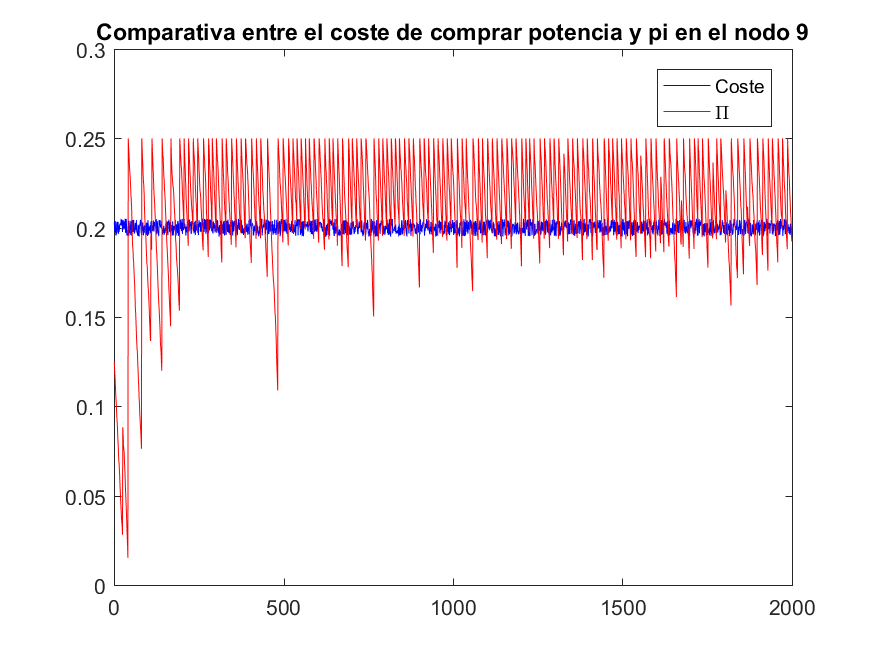 Comparativa entre el coste de comprar potencia y pi en el nodo 9
0.3
Coste
Π
0.25
0.2
0.15
0.1
0.05
0
0 500 1000 1500 2000